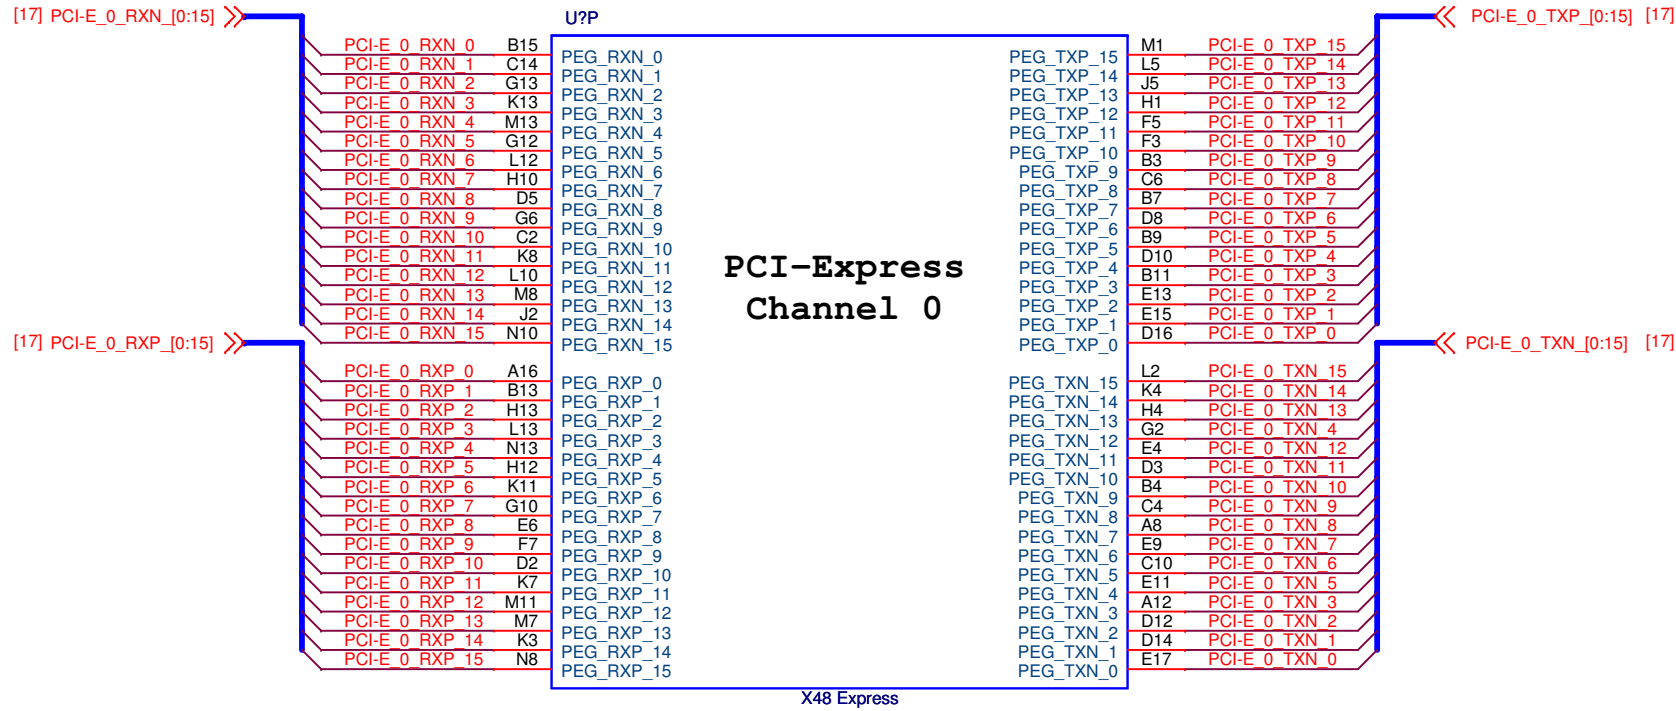 [17] PCI-E_0_RXN_[0:15] U?P PCI-E_0_TXP_[0:15] [17]
PCI-E_0_RXN_0 B15 PEG_RXN_0 PEG_TXP_15 M1 PCI-E_0_TXP_15
PCI-E_0_RXN_1 C14 PEG_RXN_1 PEG_TXP_14 L5 PCI-E_0_TXP_14
PCI-E_0_RXN_2 G13 PEG_RXN_2 PEG_TXP_13 J5 PCI-E_0_TXP_13
PCI-E_0_RXN_3 K13 PEG_RXN_3 PEG_TXP_12 H1 PCI-E_0_TXP_12
PCI-E_0_RXN_4 M13 PEG_RXN_4 PEG_TXP_11 F5 PCI-E_0_TXP_11
PCI-E_0_RXN_5 G12 PEG_RXN_5 PEG_TXP_10 F3 PCI-E_0_TXP_10
PCI-E_0_RXN_6 L12 PEG_RXN_6 PEG_TXP_9 B3 PCI-E_0_TXP_9
PCI-E_0_RXN_7 H10 PEG_RXN_7 PEG_TXP_8 C6 PCI-E_0_TXP_8
PCI-E_0_RXN_8 D5 PEG_RXN_8 PEG_TXP_7 B7 PCI-E_0_TXP_7
PCI-E_0_RXN_9 G6 PEG_RXN_9 PEG_TXP_6 D8 PCI-E_0_TXP_6
PCI-E_0_RXN_10 C2 PEG_RXN_10 PEG_TXP_5 B9 PCI-E_0_TXP_5
PCI-E_0_RXN_11 K8 PEG_RXN_11 PCI-Express PEG_TXP_4 D10 PCI-E_0_TXP_4
PCI-E_0_RXN_12 L10 PEG_RXN_12 PEG_TXP_3 B11 PCI-E_0_TXP_3
PCI-E_0_RXN_13 M8 PEG_RXN_13 Channel 0 PEG_TXP_2 E13 PCI-E_0_TXP_2
PCI-E_0_RXN_14 J2 PEG_RXN_14 PEG_TXP_1 E15 PCI-E_0_TXP_1
PCI-E_0_RXN_15 N10 PEG_RXN_15 PEG_TXP_0 D16 PCI-E_0_TXP_0
[17] PCI-E_0_RXP_[0:15] PCI-E_0_TXN_[0:15] [17]
PCI-E_0_RXP_0 A16 PEG_RXP_0 PEG_TXN_15 L2 PCI-E_0_TXN_15
PCI-E_0_RXP_1 B13 PEG_RXP_1 PEG_TXN_14 K4 PCI-E_0_TXN_14
PCI-E_0_RXP_2 H13 PEG_RXP_2 PEG_TXN_13 H4 PCI-E_0_TXN_13
PCI-E_0_RXP_3 L13 PEG_RXP_3 PEG_TXN_12 G2 PCI-E_0_TXN_4
PCI-E_0_RXP_4 N13 PEG_RXP_4 PEG_TXN_11 E4 PCI-E_0_TXN_12
PCI-E_0_RXP_5 H12 PEG_RXP_5 PEG_TXN_10 D3 PCI-E_0_TXN_11
PCI-E_0_RXP_6 K11 PEG_RXP_6 PEG_TXN_9 B4 PCI-E_0_TXN_10
PCI-E_0_RXP_7 G10 PEG_RXP_7 PEG_TXN_8 C4 PCI-E_0_TXN_9
PCI-E_0_RXP_8 E6 PEG_RXP_8 PEG_TXN_7 A8 PCI-E_0_TXN_8
PCI-E_0_RXP_9 F7 PEG_RXP_9 PEG_TXN_6 E9 PCI-E_0_TXN_7
PCI-E_0_RXP_10 D2 PEG_RXP_10 PEG_TXN_5 C10 PCI-E_0_TXN_6
PCI-E_0_RXP_11 K7 PEG_RXP_11 PEG_TXN_4 E11 PCI-E_0_TXN_5
PCI-E_0_RXP_12 M11 PEG_RXP_12 PEG_TXN_3 A12 PCI-E_0_TXN_3
PCI-E_0_RXP_13 M7 PEG_RXP_13 PEG_TXN_2 D12 PCI-E_0_TXN_2
PCI-E_0_RXP_14 K3 PEG_RXP_14 PEG_TXN_1 D14 PCI-E_0_TXN_1
PCI-E_0_RXP_15 N8 PEG_RXP_15 PEG_TXN_0 E17 PCI-E_0_TXN_0
X48 Express